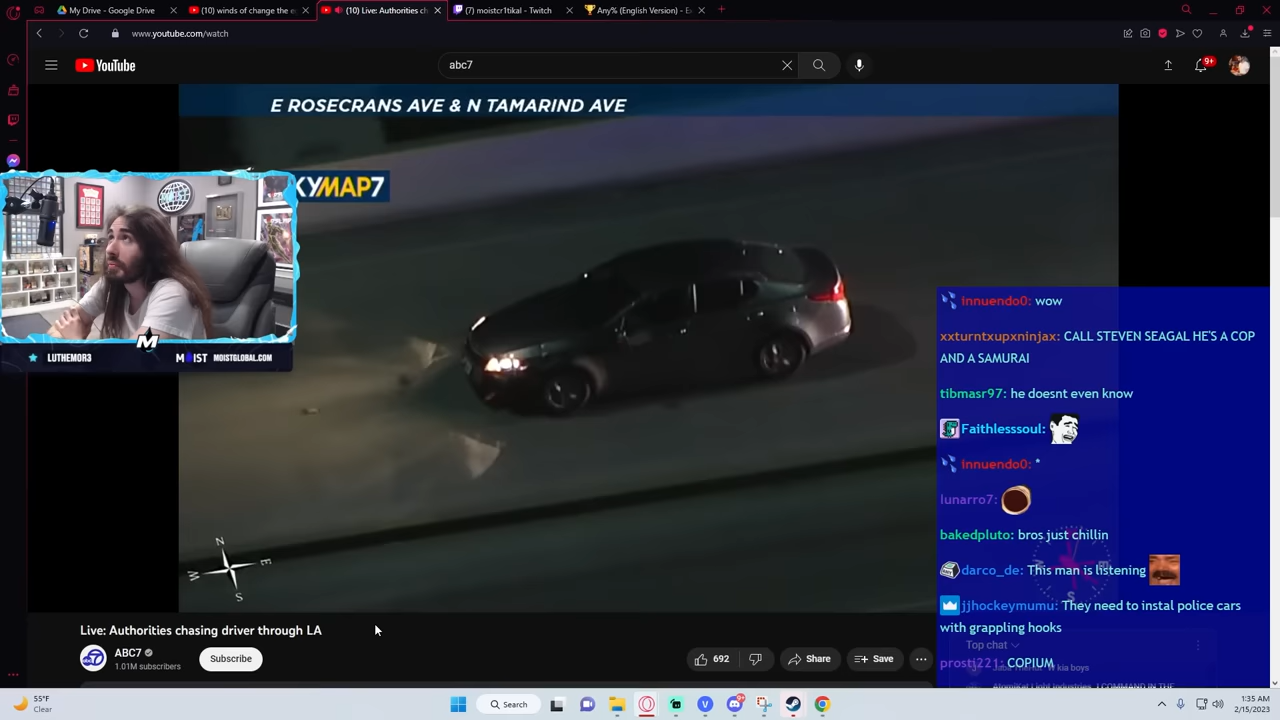 My Drive - Google Drive
(10) winds of change the e
(10) Live: Authorities ch
moistcr1tikal - Twitch
Any% (English Version) - E
www.youtube.com/watch
YouTube
abc7
9+
E ROSECRANS AVE & N TAMARIND AVE
KYMAP7
LUTHEMOR3
M
MOIST
MOISTGLOBAL.COM
innuendo0: wow
xxturntxupxninjax: CALL STEVEN SEAGAL HE'S A COP
AND A SAMURAI
tibmasr97: he doesnt even know
Faithlesssoul:
innuendo0: *
lunarro7:
bakedpluto: bros just chillin
darco_de: This man is listening
jjhockeymumu: They need to instal police cars
with grappling hooks
Top chat
prostj221: COPIUM
N
W
E
S
S
Live: Authorities chasing driver through LA
ABC7
1.01M subscribers
Subscribe
692
Share
Save
55°F
Clear
Search
1:35 AM
2/15/2023